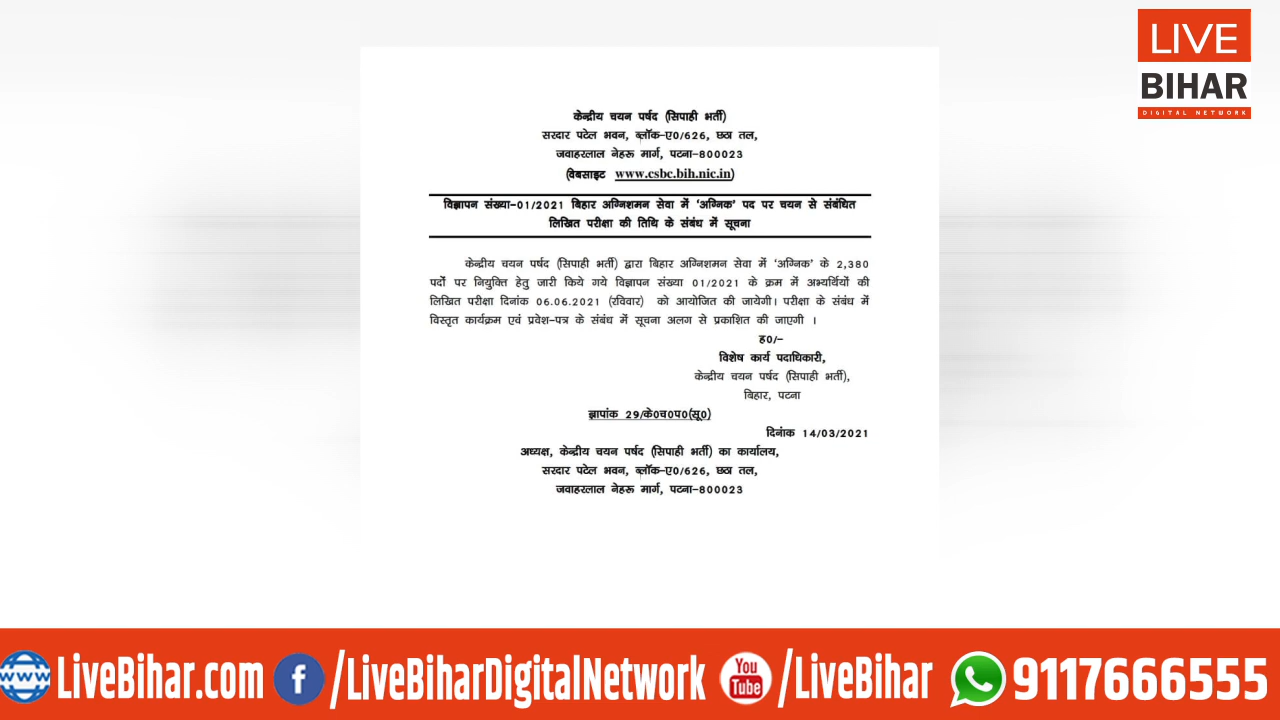 LIVE
BIHAR
DIGITAL NETWORK
केन्द्रीय चयन पर्षद (सिपाही भर्ती)
सरदार पटेल भवन, ब्लॉक-ए0/626, छठा तल,
जवाहरलाल नेहरू मार्ग, पटना-800023
(वेबसाइट www.csbc.bih.nic.in)
विज्ञापन संख्या-01/2021 बिहार अग्निशमन सेवा में ‘अग्निक’ पद पर चयन से संबंधित
लिखित परीक्षा की तिथि के संबंध में सूचना
केन्द्रीय चयन पर्षद (सिपाही भर्ती) द्वारा बिहार अग्निशमन सेवा में ‘अग्निक’ के 2,380
पदों पर नियुक्ति हेतु जारी किये गये विज्ञापन संख्या 01/2021 के क्रम में अभ्यर्थियों की
लिखित परीक्षा दिनांक 06.06.2021 (रविवार) को आयोजित की जायेगी। परीक्षा के संबंध में
विस्तृत कार्यक्रम एवं प्रवेश-पत्र के संबंध में सूचना अलग से प्रकाशित की जाएगी ।
ह0/-
विशेष कार्य पदाधिकारी,
केन्द्रीय चयन पर्षद (सिपाही भर्ती),
बिहार, पटना
ज्ञापांक 29/के0च0प0(सू0)
दिनांक 14/03/2021
अध्यक्ष, केन्द्रीय चयन पर्षद (सिपाही भर्ती) का कार्यालय,
सरदार पटेल भवन, ब्लॉक-ए0/626, छठा तल,
जवाहरलाल नेहरू मार्ग, पटना-800023
www LiveBihar.com f /LiveBiharDigitalNetwork You Tube /LiveBihar 9117666555